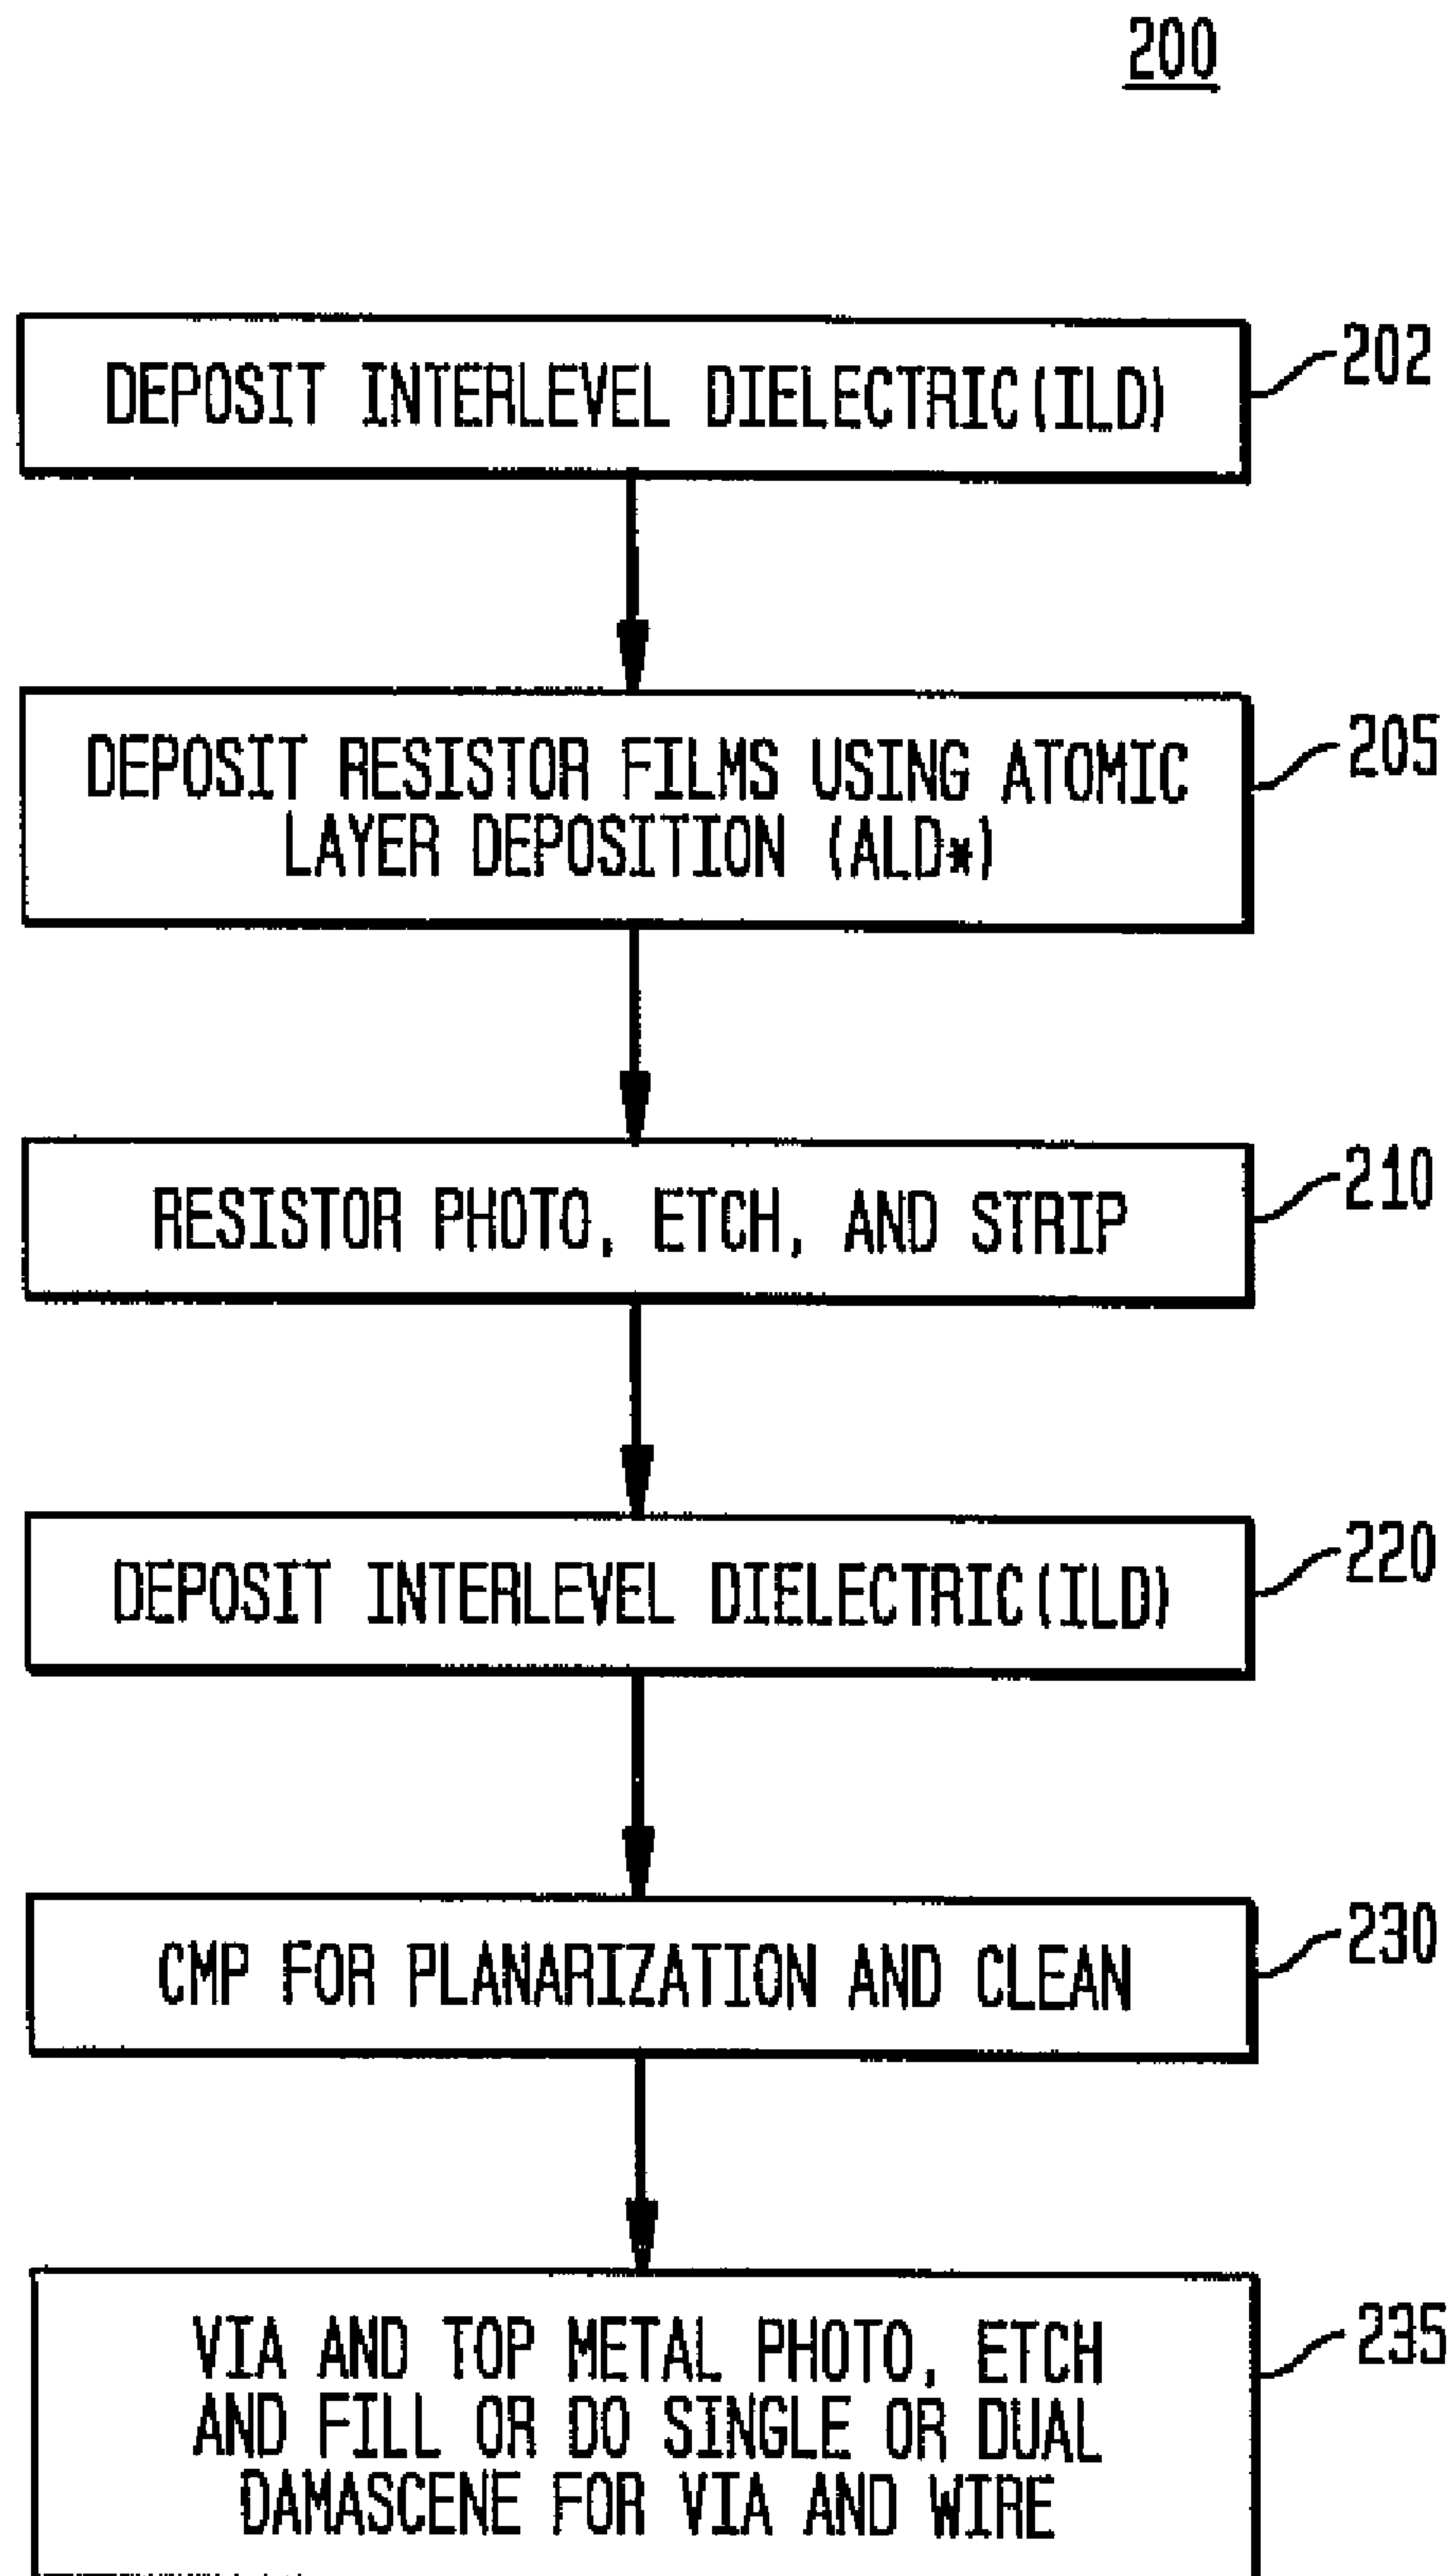 200
DEPOSIT INTERLEVEL DIELECTRIC(ILD)
202
DEPOSIT RESISTOR FILMS USING ATOMIC
LAYER DEPOSITION (ALD*)
205
RESISTOR PHOTO, ETCH, AND STRIP
210
DEPOSIT INTERLEVEL DIELECTRIC(ILD)
220
CMP FOR PLANARIZATION AND CLEAN
230
VIA AND TOP METAL PHOTO, ETCH
AND FILL OR DO SINGLE OR DUAL
DAMASCENE FOR VIA AND WIRE
235